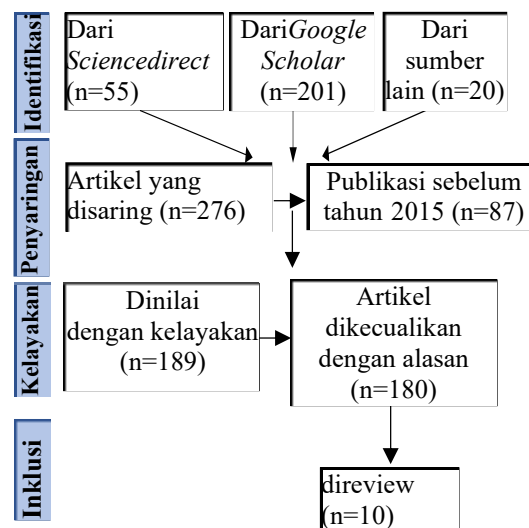 Identifikasi
Dari
Sciencedirect
(n=55)
DariGoogle
Scholar
(n=201)
Dari
sumber
lain (n=20)
Penyaringan
Artikel yang
disaring (n=276)
Publikasi sebelum
tahun 2015 (n=87)
Kelayakan
Dinilai
dengan kelayakan
(n=189)
Artikel
dikecualikan
dengan alasan
(n=180)
Inklusi
direview
(n=10)